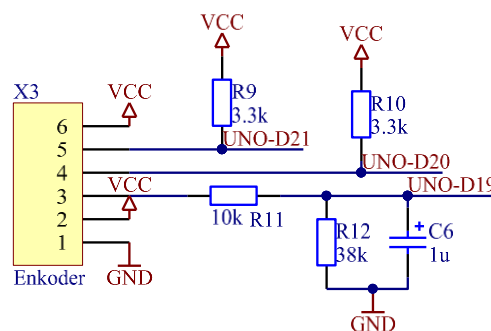 VCC
VCC
X3
VCC
R9
3.3k
R10
3.3k
6
5
4
3
2
1
UNO-D21
UNO-D20
UNO-D19
VCC
10k
R11
R12
38k
+
C6
1u
GND
Enkoder
GND